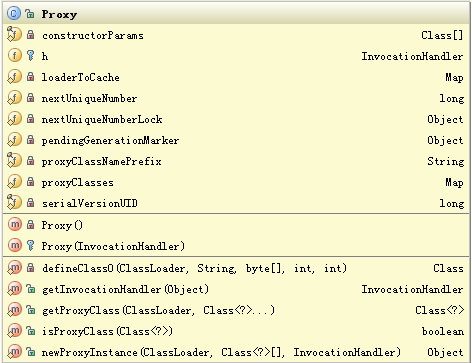 C Proxy
f constructorParams Class[]
f h InvocationHandler
f loaderToCache Map
f nextUniqueNumber long
f nextUniqueNumberLock Object
f pendingGenerationMarker Object
f proxyClassNamePrefix String
f proxyClasses Map
f serialVersionUID long
m Proxy()
m Proxy(InvocationHandler)
m defineClass0(ClassLoader, String, byte[], int, int) Class
m getInvocationHandler(Object) InvocationHandler
m getProxyClass(ClassLoader, Class<?>...) Class<?>
m isProxyClass(Class<?>) boolean
m newProxyInstance(ClassLoader, Class<?>[], InvocationHandler) Object